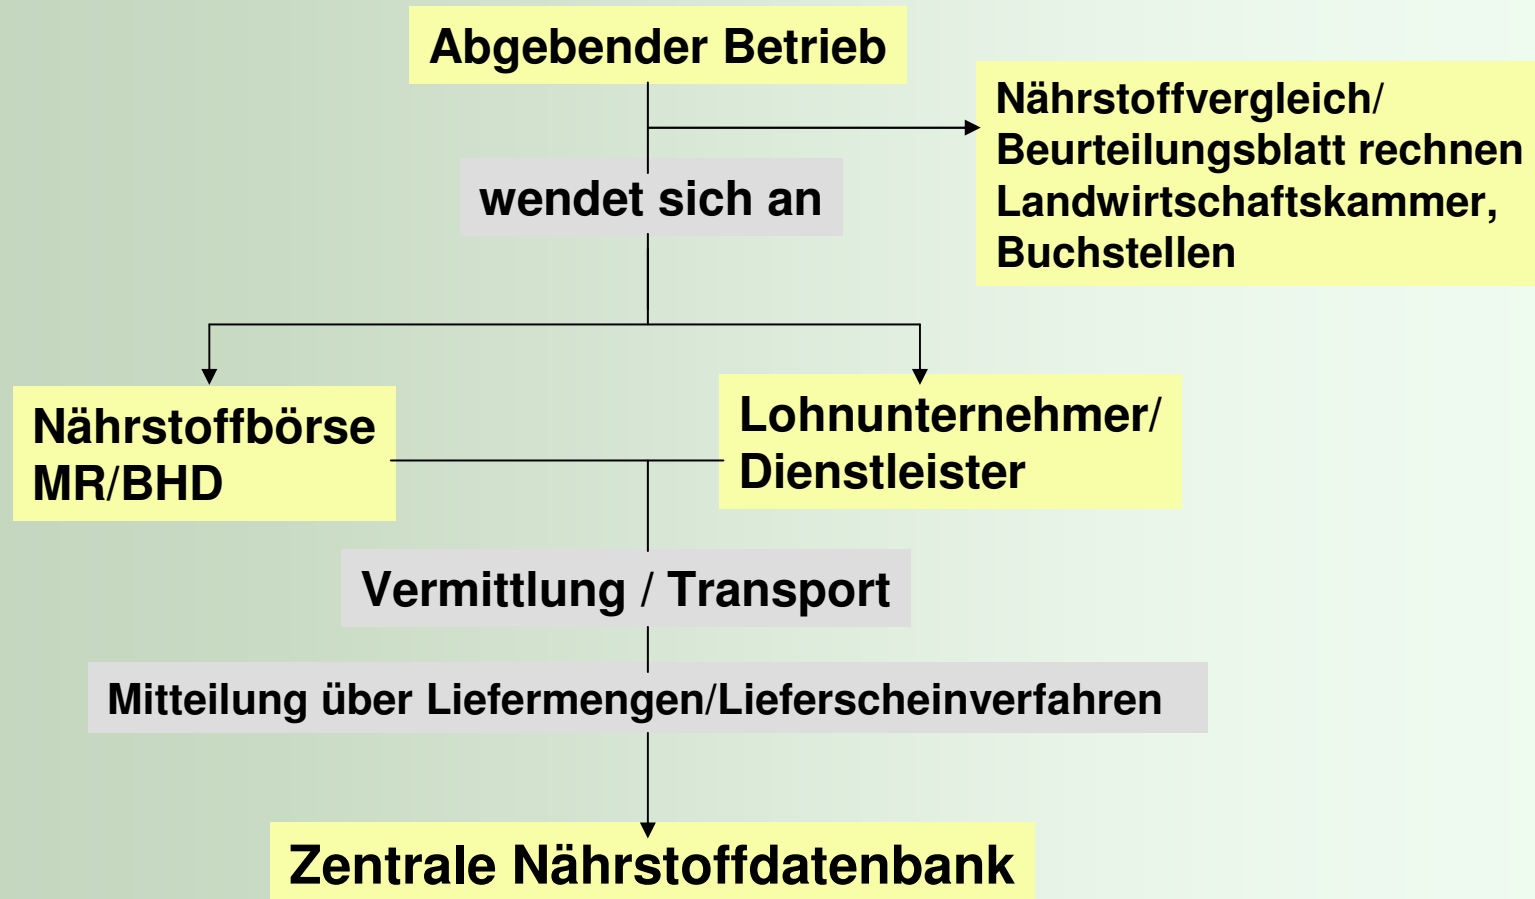 Abgebender Betrieb
Nährstoffvergleich/
Beurteilungsblatt rechnen
Landwirtschaftskammer,
Buchstellen
wendet sich an
Nährstoffbörse
MR/BHD
Lohnunternehmer/
Dienstleister
Vermittlung / Transport
Mitteilung über Liefermengen/Lieferscheinverfahren
Zentrale Nährstoffdatenbank